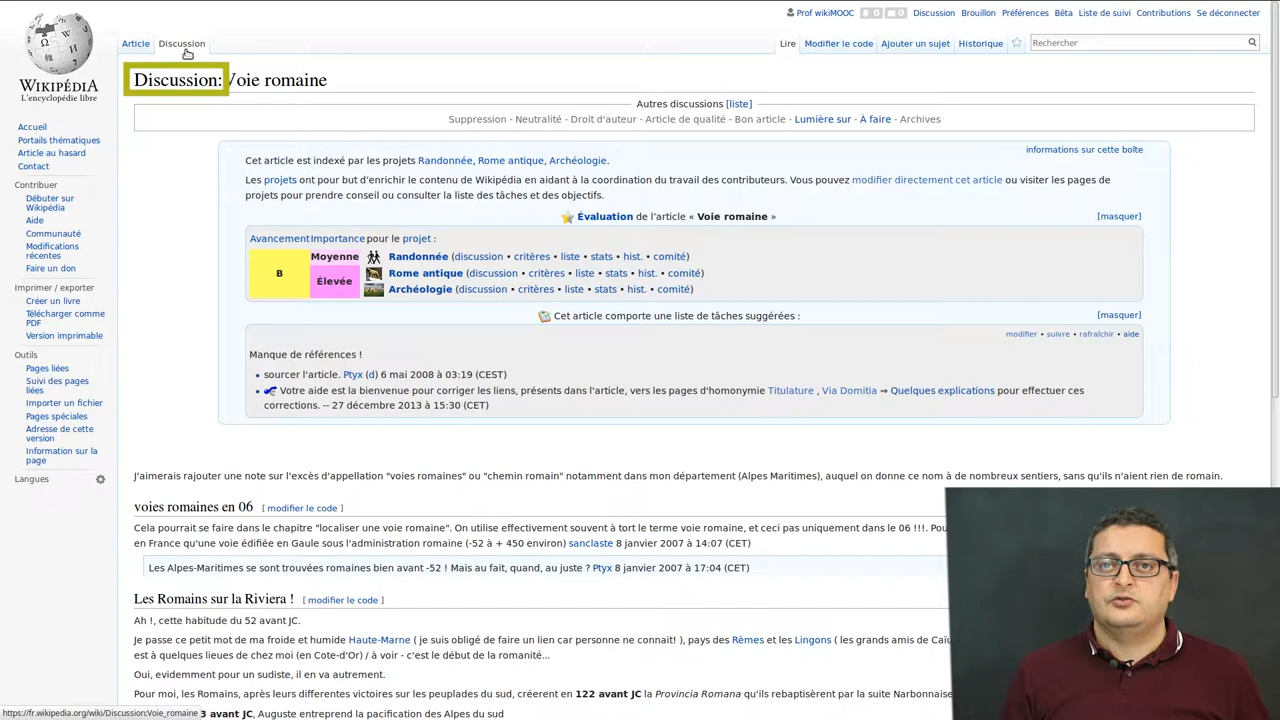 Prof wikiMOOC 0 0 Discussion Brouillon Préférences Bêta Liste de suivi Contributions Se déconnecter
Article Discussion Lire Modifier le code Ajouter un sujet Historique Rechercher
WIKIPÉDIA
L'encyclopédie libre
Accueil
Portails thématiques
Article au hasard
Contact
Contribuer
Débuter sur
Wikipédia
Aide
Communauté
Modifications
récentes
Faire un don
Imprimer / exporter
Créer un livre
Télécharger comme
PDF
Version imprimable
Outils
Pages liées
Suivi des pages
liées
Importer un fichier
Pages spéciales
Adresse de cette
version
Information sur la
page
Langues
Discussion:Voie romaine
Autres discussions [liste]
Suppression - Neutralité - Droit d'auteur - Article de qualité - Bon article - Lumière sur - À faire - Archives
informations sur cette boîte
Cet article est indexé par les projets Randonnée, Rome antique, Archéologie.
Les projets ont pour but d’enrichir le contenu de Wikipédia en aidant à la coordination du travail des contributeurs. Vous pouvez modifier directement cet article ou visiter les pages de
projets pour prendre conseil ou consulter la liste des tâches et des objectifs.
Évaluation de l’article « Voie romaine » [masquer]
Avancement Importance pour le projet :
B
Moyenne Randonnée (discussion • critères • liste • stats • hist. • comité)
Élevée
Rome antique (discussion • critères • liste • stats • hist. • comité)
Archéologie (discussion • critères • liste • stats • hist. • comité)
Cet article comporte une liste de tâches suggérées : [masquer]
modifier • suivre • rafraîchir • aide
Manque de références !
• sourcer l'article. Ptyx (d) 6 mai 2008 à 03:19 (CEST)
• Votre aide est la bienvenue pour corriger les liens, présents dans l'article, vers les pages d'homonymie Titulature , Via Domitia ⇒ Quelques explications pour effectuer ces
corrections. -- 27 décembre 2013 à 15:30 (CET)
J'aimerais rajouter une note sur l'excès d'appellation "voies romaines" ou "chemin romain" notamment dans mon département (Alpes Maritimes), auquel on donne ce nom à de nombreux sentiers, sans qu'ils n'aient rien de romain.
voies romaines en 06 [ modifier le code ]
Cela pourrait se faire dans le chapitre "localiser une voie romaine". On utilise effectivement souvent à tort le terme voie romaine, et ceci pas uniquement dans le 06 !!!.
en France qu'une voie édifiée en Gaule sous l'administration romaine (-52 à + 450 environ) sanclaste 8 janvier 2007 à 14:07 (CET)
Les Alpes-Maritimes se sont trouvées romaines bien avant -52 ! Mais au fait, quand, au juste ? Ptyx 8 janvier 2007 à 17:04 (CET)
Les Romains sur la Riviera ! [ modifier le code ]
Ah !, cette habitude du 52 avant JC.
Je passe ce petit mot de ma froide et humide Haute-Marne ( je suis obligé de faire un lien car personne ne connait! ), pays des Rèmes et les Lingons ( les grands amis de
est à quelques lieues de chez moi (en Cote-d'Or) / à voir - c'est le début de la romanité...
Oui, evidemment pour un sudiste, il en va autrement.
Pour moi, les Romains, après leurs differentes victoires sur les peuplades du sud, créerent en 122 avant JC la Provincia Romana qu'ils rebaptisèrent par la suite Narbonnaise
https://fr.wikipedia.org/wiki/Discussion:Voie_romaine 3 avant JC, Auguste entreprend la pacification des Alpes du sud